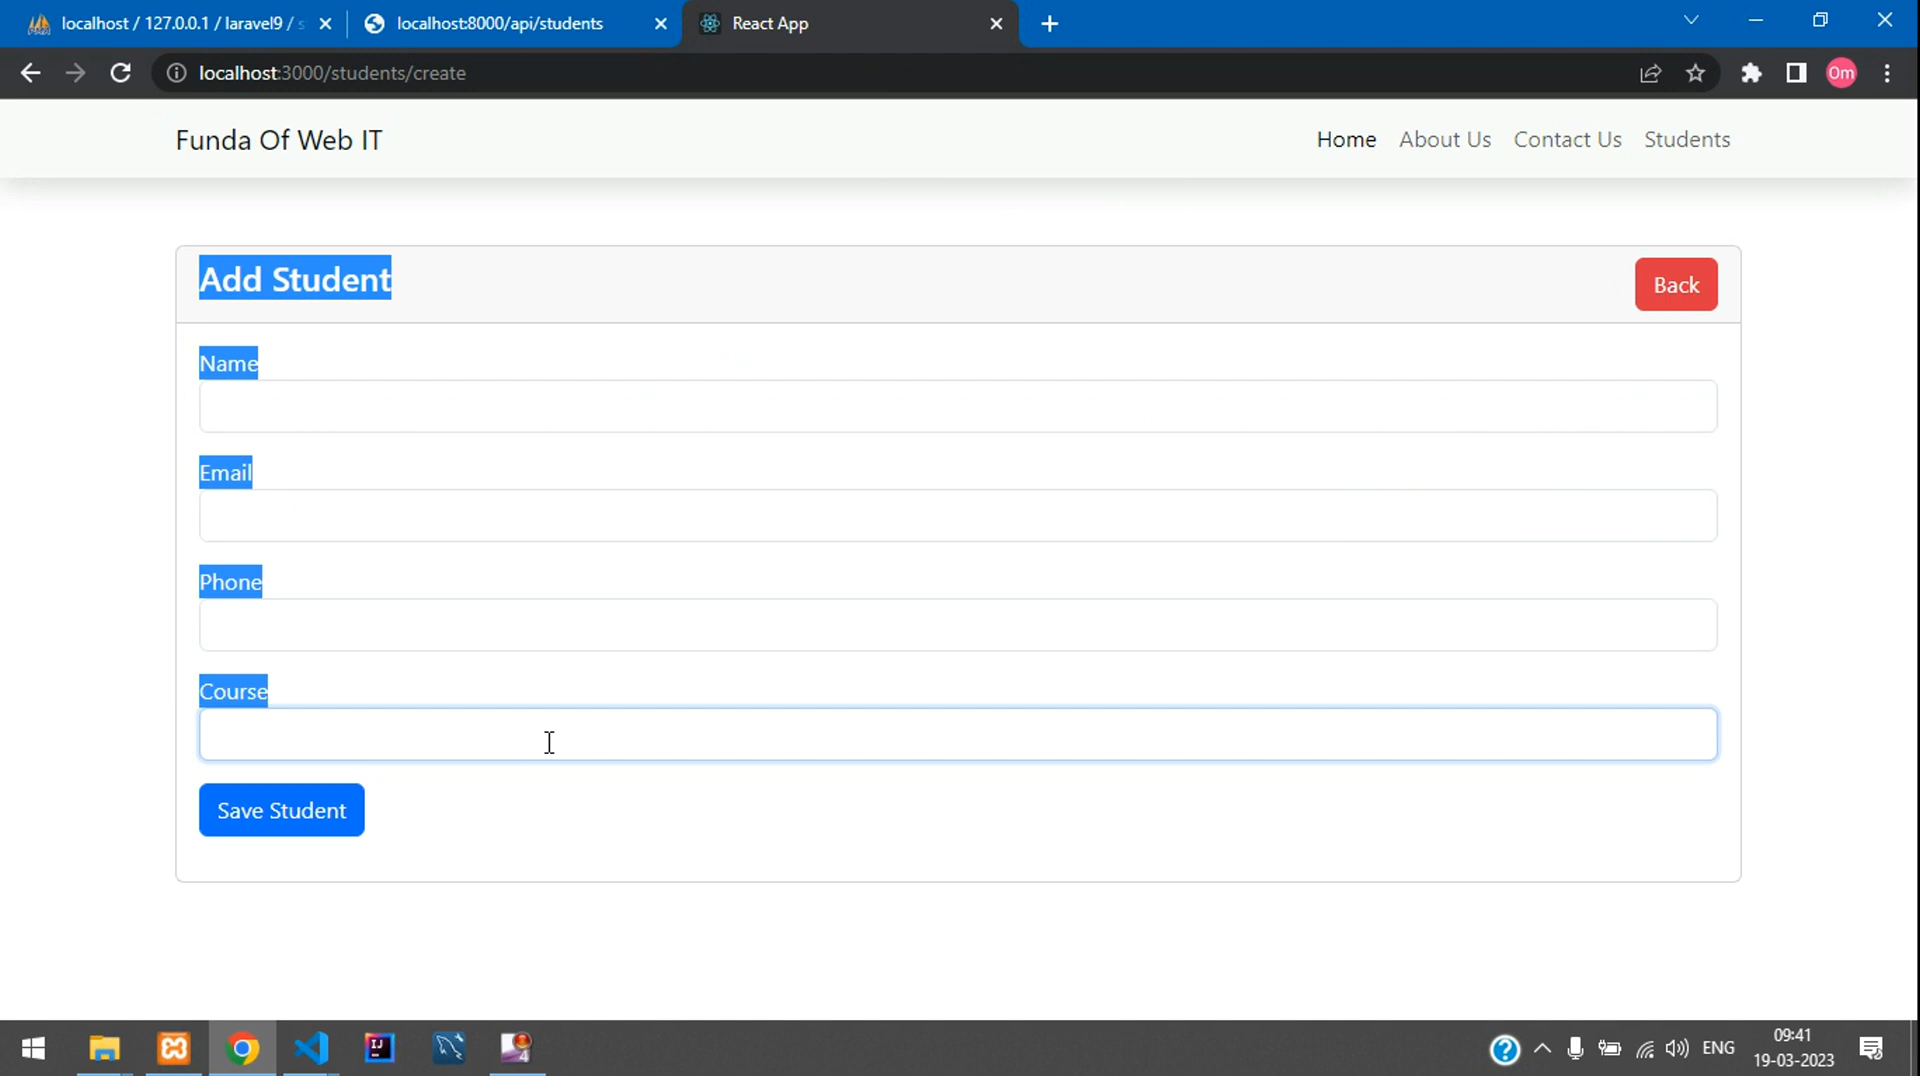 localhost / 127.0.0.1 / laravel9 / s
localhost:8000/api/students
React App
localhost:3000/students/create
Om
Funda Of Web IT
Home
About Us
Contact Us
Students
Add Student
Back
Name
Email
Phone
Course
Save Student
IJ
4
?
ENG
09:41
19-03-2023